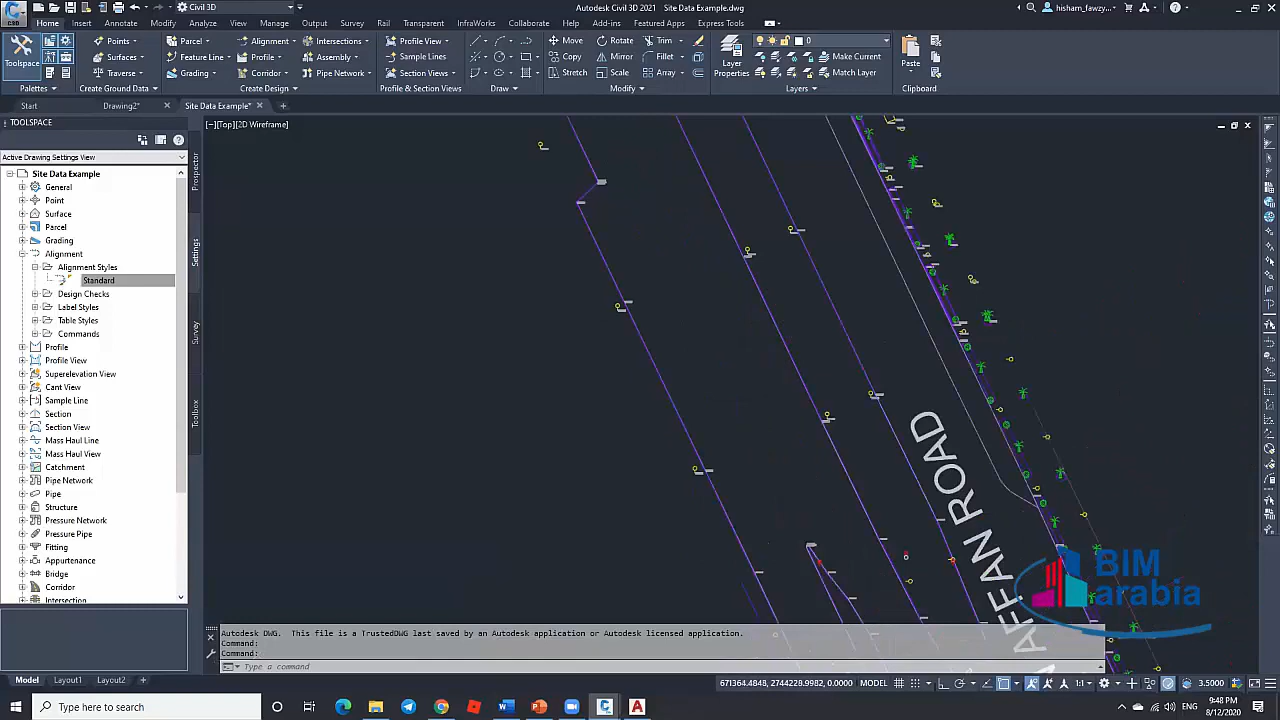 Civil 3D
Autodesk Civil 3D 2020 Site Data Example.dwg
hisham_fawzy...
Home Insert Annotate Modify Analyze View Manage Output Survey Rail Transparent InfraWorks Collaborate Help Add-ins Featured Apps Express Tools
Toolspace
Palettes
Points
Surfaces
Traverse
Create Ground Data
Parcel
Feature Line
Grading
Alignment
Profile
Corridor
Intersections
Assembly
Pipe Network
Create Design
Profile View
Sample Lines
Section Views
Profile & Section Views
Draw
Move
Copy
Stretch
Rotate
Mirror
Scale
Trim
Fillet
Array
Modify
Layer
Properties
0
Make Current
Match Layer
Layers
Paste
Clipboard
Start Drawing2* Site Data Example*
TOOLSPACE
Active Drawing Settings View
Site Data Example
General
Point
Surface
Parcel
Grading
Alignment
Alignment Styles
Standard
Design Checks
Label Styles
Table Styles
Commands
Profile
Profile View
Superelevation View
Cant View
Sample Line
Section
Section View
Mass Haul Line
Mass Haul View
Catchment
Pipe Network
Pipe
Structure
Pressure Network
Pressure Pipe
Fitting
Appurtenance
Bridge
Corridor
Intersection
Prospector
Settings
Survey
Toolbox
[−][Top][2D Wireframe]
AFFAN ROAD
BIM
arabia
Autodesk DWG. This file is a TrustedDWG last saved by an Autodesk application or Autodesk licensed application.
Command:
Command:
Type a command
Model Layout1 Layout2
671364.4848, 2744228.9982, 0.0000 MODEL 1:1 3.5000
Type here to search
9:48 PM
8/12/2020